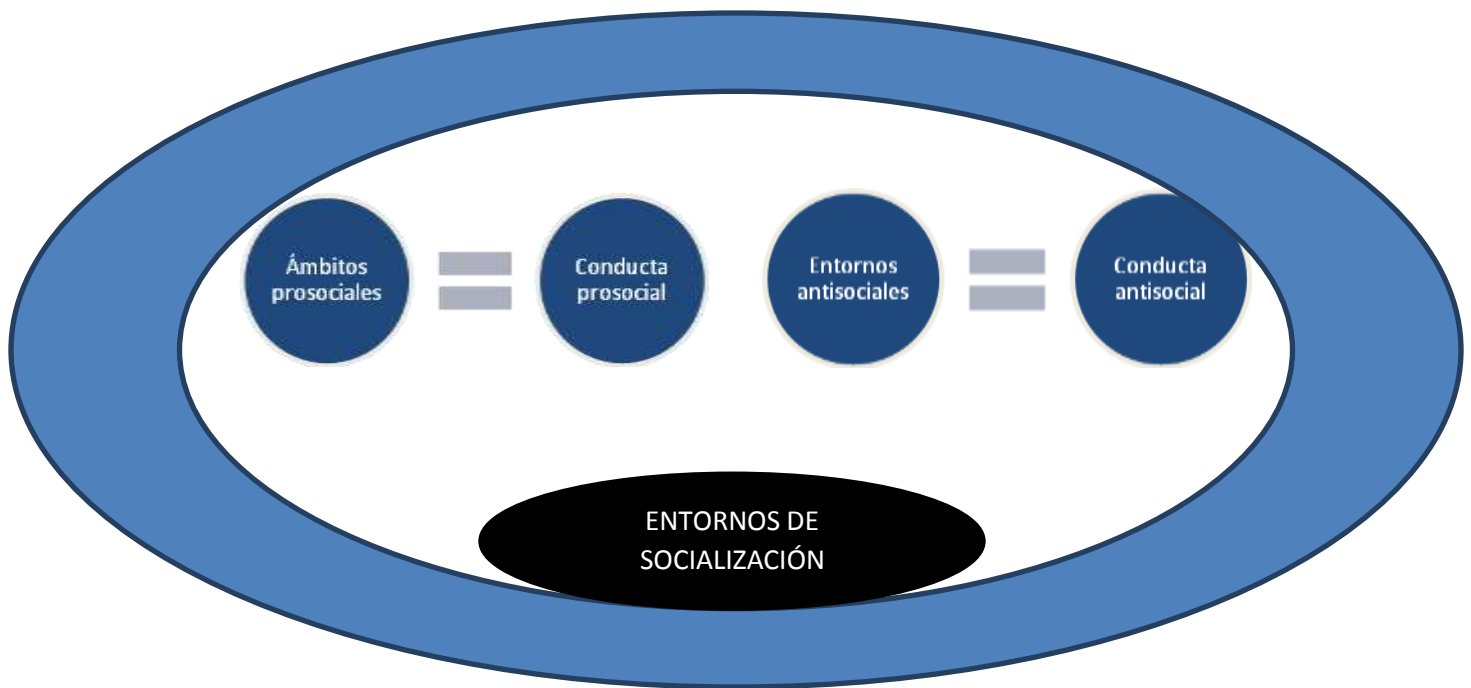 Ámbitos
prosociales
Conducta
prosocial
Entornos
antisociales
Conducta
antisocial
ENTORNOS DE
SOCIALIZACIÓN